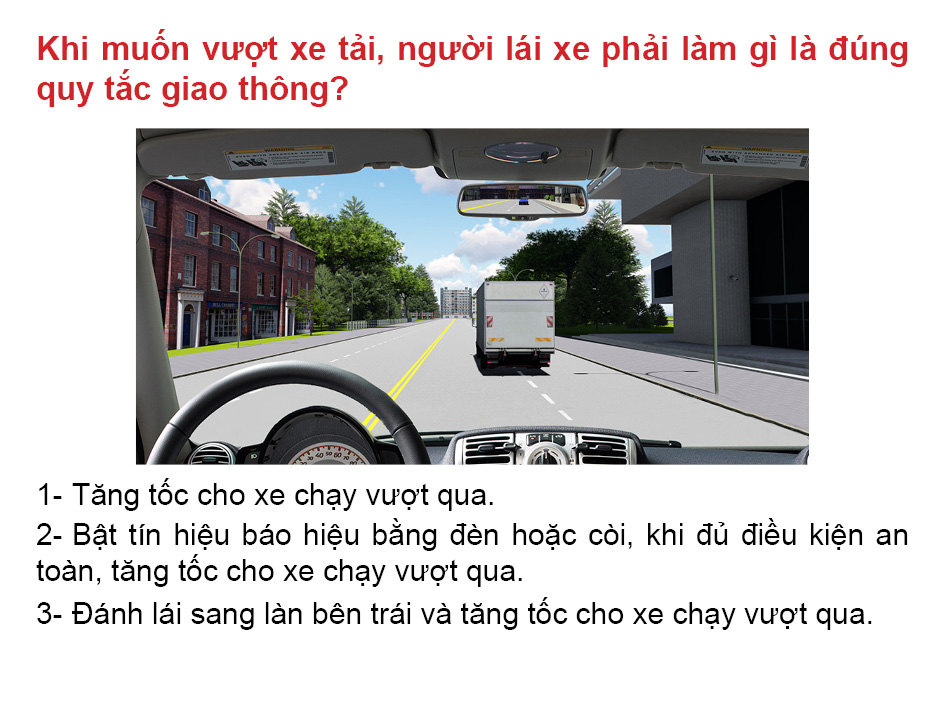 Khi muốn vượt xe tải, người lái xe phải làm gì là đúng
quy tắc giao thông?
1- Tăng tốc cho xe chạy vượt qua.
2- Bật tín hiệu báo hiệu bằng đèn hoặc còi, khi đủ điều kiện an
toàn, tăng tốc cho xe chạy vượt qua.
3- Đánh lái sang làn bên trái và tăng tốc cho xe chạy vượt qua.